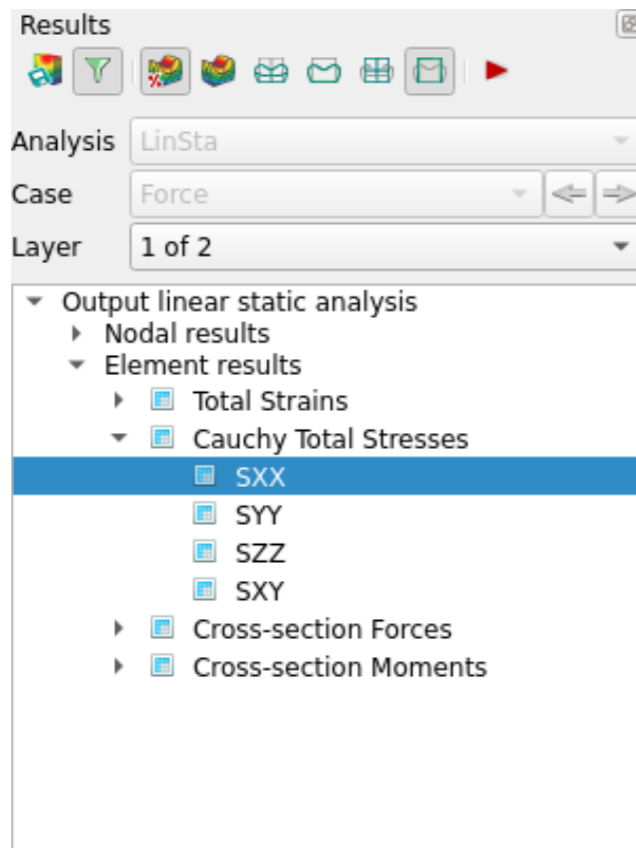 Results
Analysis LinSta
Case Force
Layer 1 of 2
Output linear static analysis
Nodal results
Element results
Total Strains
Cauchy Total Stresses
SXX
SYY
SZZ
SXY
Cross-section Forces
Cross-section Moments